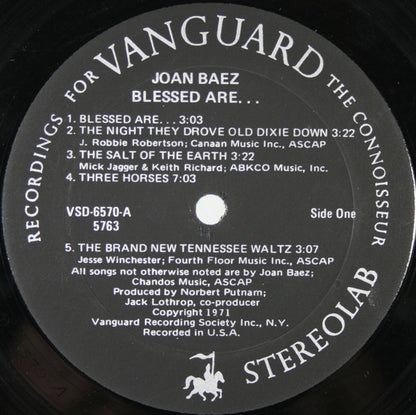 RECORDINGS FOR VANGUARD THE CONNOISSEUR
JOAN BAEZ
BLESSED ARE...
1. BLESSED ARE... 3:03
2. THE NIGHT THEY DROVE OLD DIXIE DOWN 3:22
J. Robbie Robertson; Canaan Music Inc., ASCAP
3. THE SALT OF THE EARTH 3:22
Mick Jagger & Keith Richard; ABKCO Music, Inc.
4. THREE HORSES 7:03
VSD-6570-A
5763
Side One
5. THE BRAND NEW TENNESSEE WALTZ 3:07
Jesse Winchester; Fourth Floor Music Inc., ASCAP
All songs not otherwise noted are by Joan Baez;
Chandos Music, ASCAP
Produced by Norbert Putnam;
Jack Lothrop, co-producer
Copyright 1971
Vanguard Recording Society Inc., N.Y.
Recorded in U.S.A.
STEREOLAB